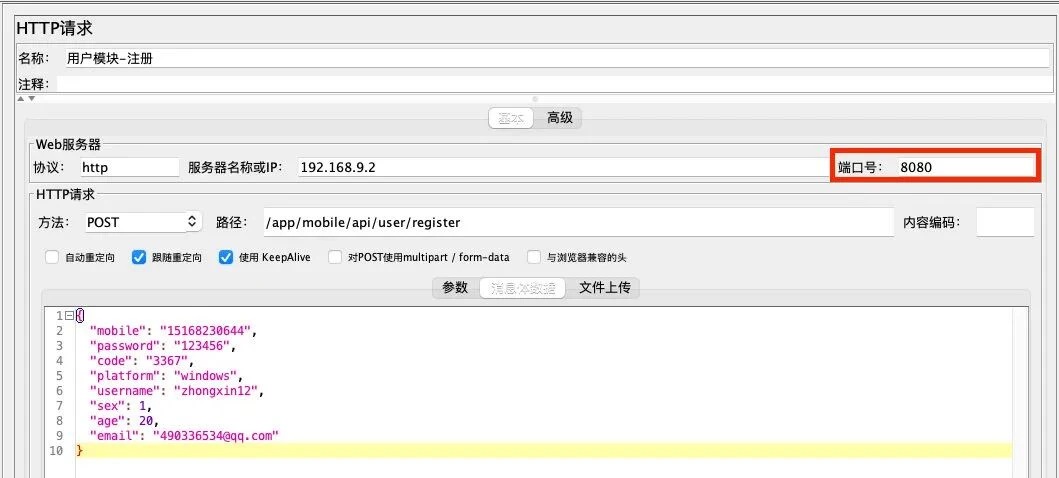 HTTP请求
名称： 用户模块-注册
注释：
基本 高级
Web服务器
协议： http 服务器名称或IP： 192.168.9.2 端口号： 8080
HTTP请求
方法： POST 路径： /app/mobile/api/user/register 内容编码：
自动重定向 跟随重定向 使用 KeepAlive 对POST使用multipart / form-data 与浏览器兼容的头
参数 消息体数据 文件上传
1 {
2 "mobile": "15168230644",
3 "password": "123456",
4 "code": "3367",
5 "platform": "windows",
6 "username": "zhongxin12",
7 "sex": 1,
8 "age": 20,
9 "email": "490336534@qq.com"
10 }